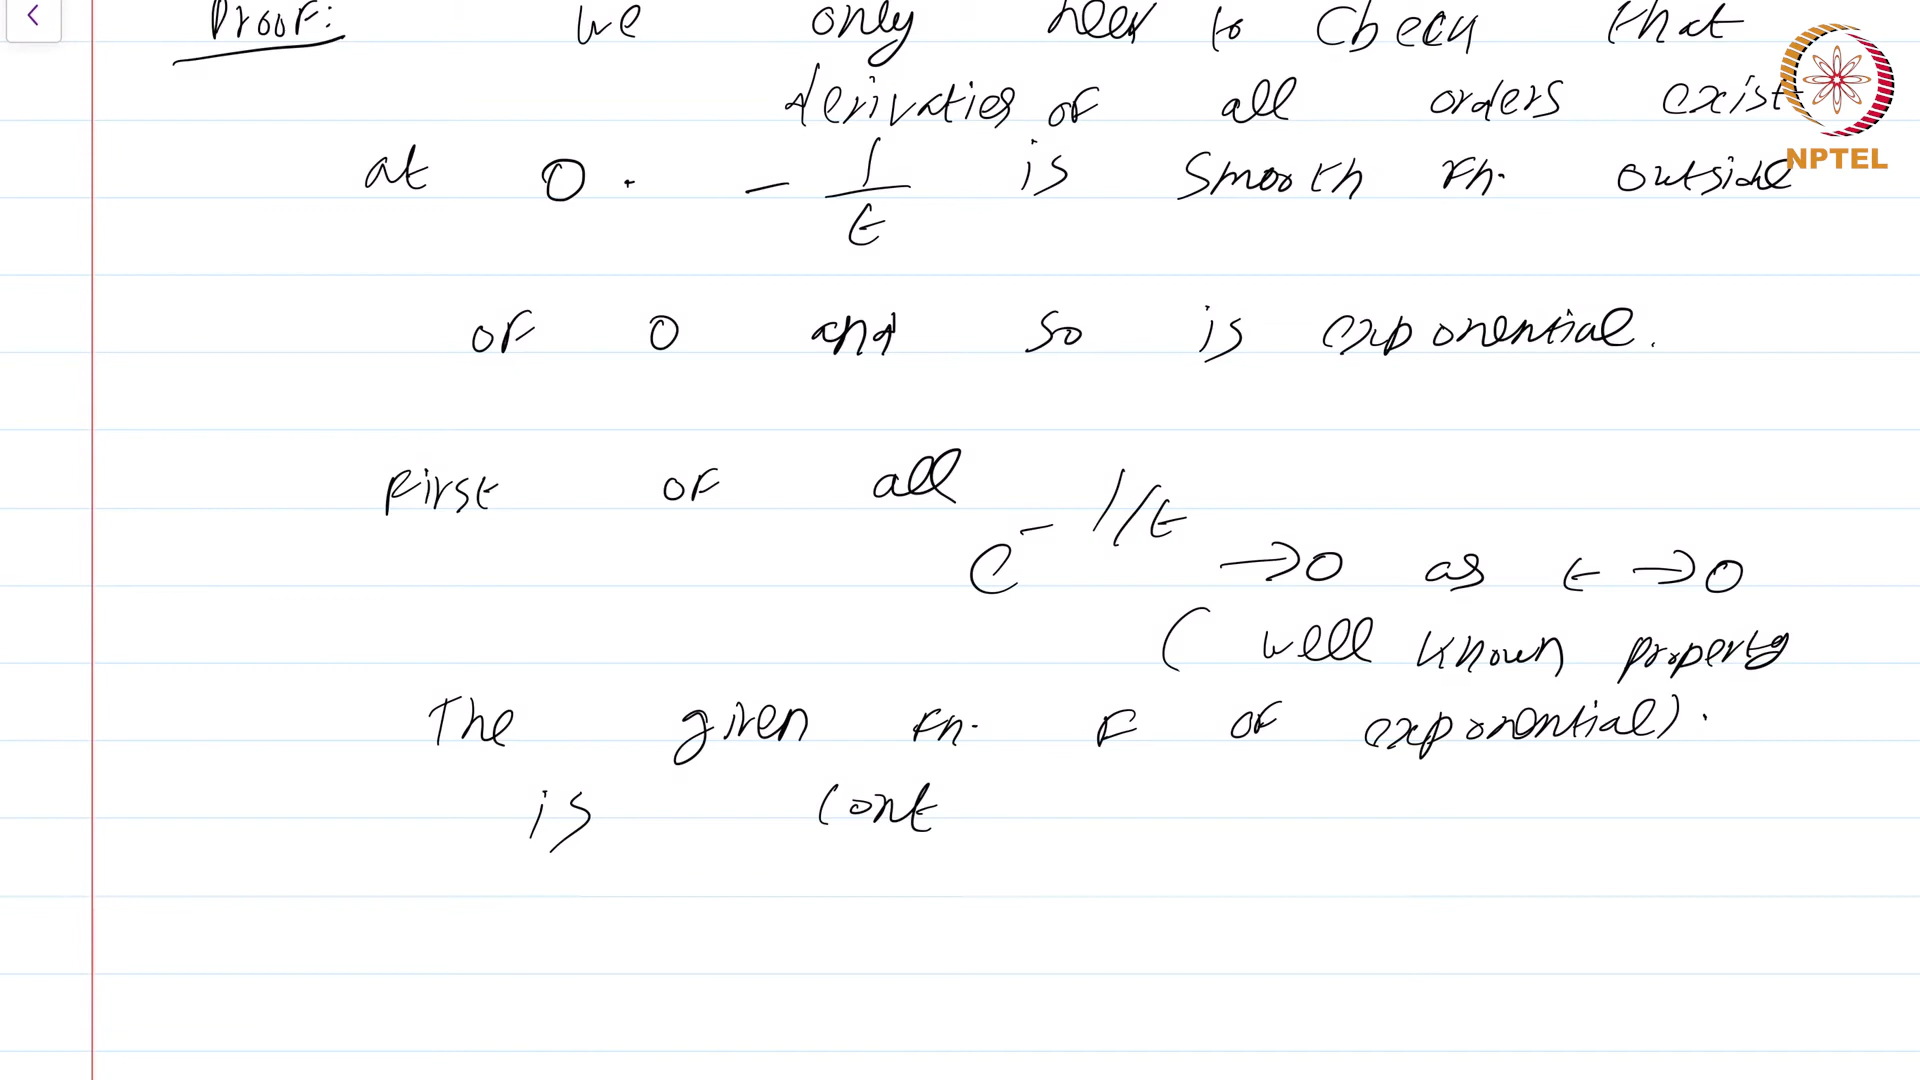 Proof: we only need to check that
NPTEL
derivaties of all orders exist
at 0. - 1/t is smooth fn. outside
of 0 and so is exponential.
First of all
e^{-1/t} → 0 as t → 0
( well known property
The given fn. F of exponential).
is cont